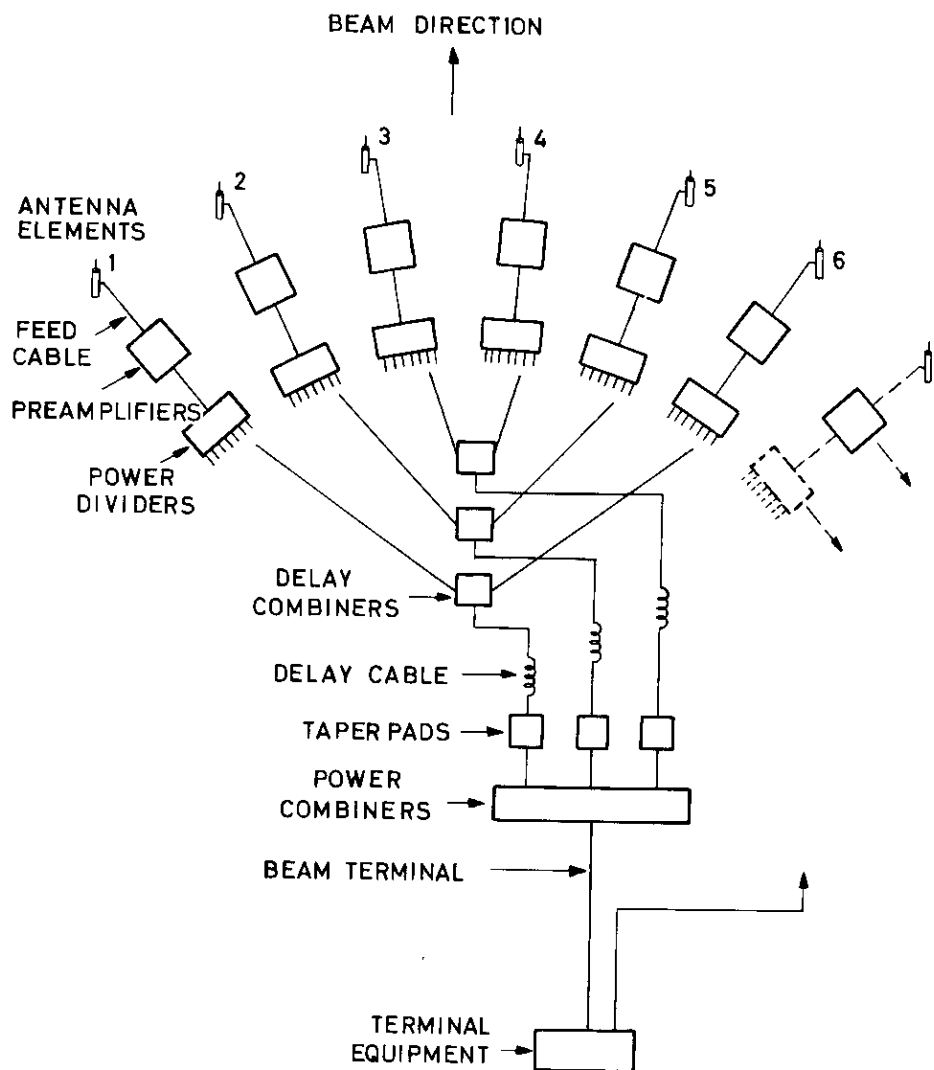 BEAM DIRECTION
3
4
2
5
ANTENNA
ELEMENTS
1
6
FEED
CABLE
PREAMPLIFIERS
POWER
DIVIDERS
DELAY
COMBINERS
DELAY CABLE
TAPER PADS
POWER
COMBINERS
BEAM TERMINAL
TERMINAL
EQUIPMENT